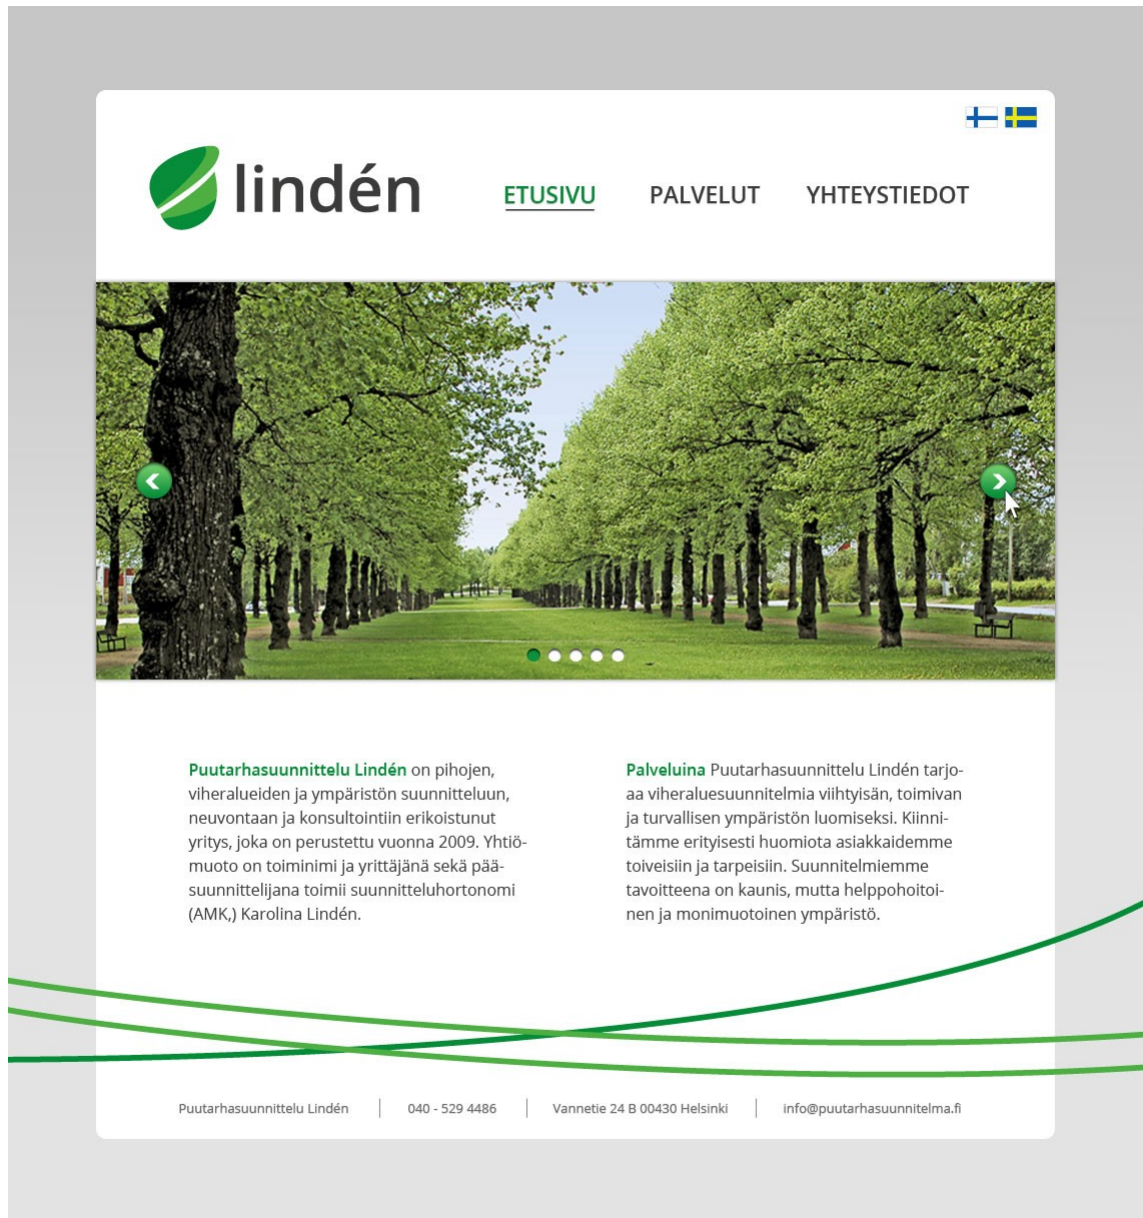 lindén
ETUSIVU PALVELUT YHTEYSTIEDOT
Puutarhasuunnittelu Lindén on pihojen,
viheralueiden ja ympäristön suunnitteluun,
neuvontaan ja konsultointiin erikoistunut
yritys, joka on perustettu vuonna 2009. Yhtiö-
muoto on toiminimi ja yrittäjänä sekä pää-
suunnittelijana toimii suunnitteluhortonomi
(AMK,) Karolina Lindén.
Palveluina Puutarhasuunnittelu Lindén tarjo-
aa viheraluesuunnitelmia viihtyisän, toimivan
ja turvallisen ympäristön luomiseksi. Kiinni-
tämme erityisesti huomiota asiakkaidemme
toiveisiin ja tarpeisiin. Suunnitelmiemme
tavoitteena on kaunis, mutta helppohoitoi-
nen ja monimuotoinen ympäristö.
Puutarhasuunnittelu Lindén | 040 - 529 4486 | Vannetie 24 B 00430 Helsinki | info@puutarhasuunnitelma.fi